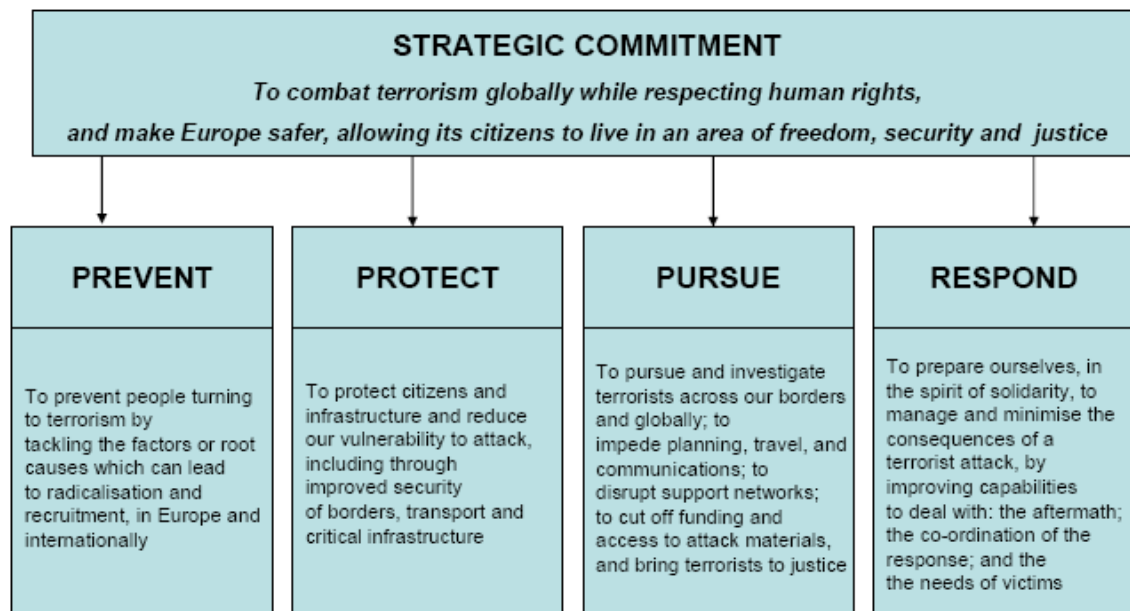 STRATEGIC COMMITMENT
To combat terrorism globally while respecting human rights,
and make Europe safer, allowing its citizens to live in an area of freedom, security and justice
PREVENT
To prevent people turning
to terrorism by
tackling the factors or root
causes which can lead
to radicalisation and
recruitment, in Europe and
internationally
PROTECT
To protect citizens and
infrastructure and reduce
our vulnerability to attack,
including through
improved security
of borders, transport and
critical infrastructure
PURSUE
To pursue and investigate
terrorists across our borders
and globally; to
impede planning, travel, and
communications; to
disrupt support networks;
to cut off funding and
access to attack materials,
and bring terrorists to justice
RESPOND
To prepare ourselves, in
the spirit of solidarity, to
manage and minimise the
consequences of a
terrorist attack, by
improving capabilities
to deal with: the aftermath;
the co-ordination of the
response; and the
the needs of victims